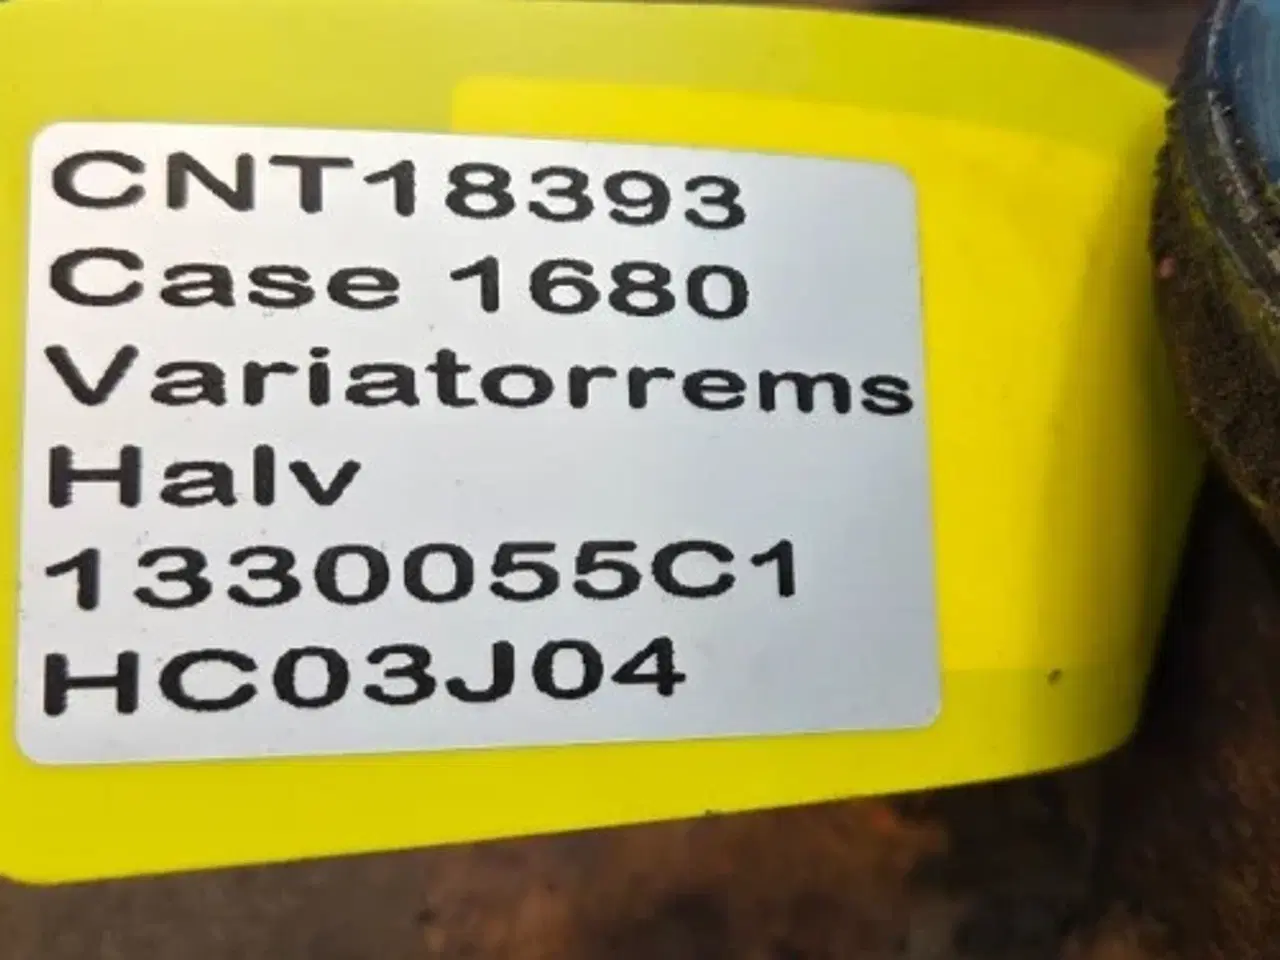 CNT18393
Case 1680
Variatorrems
Halv
1330055C1
HC03J04